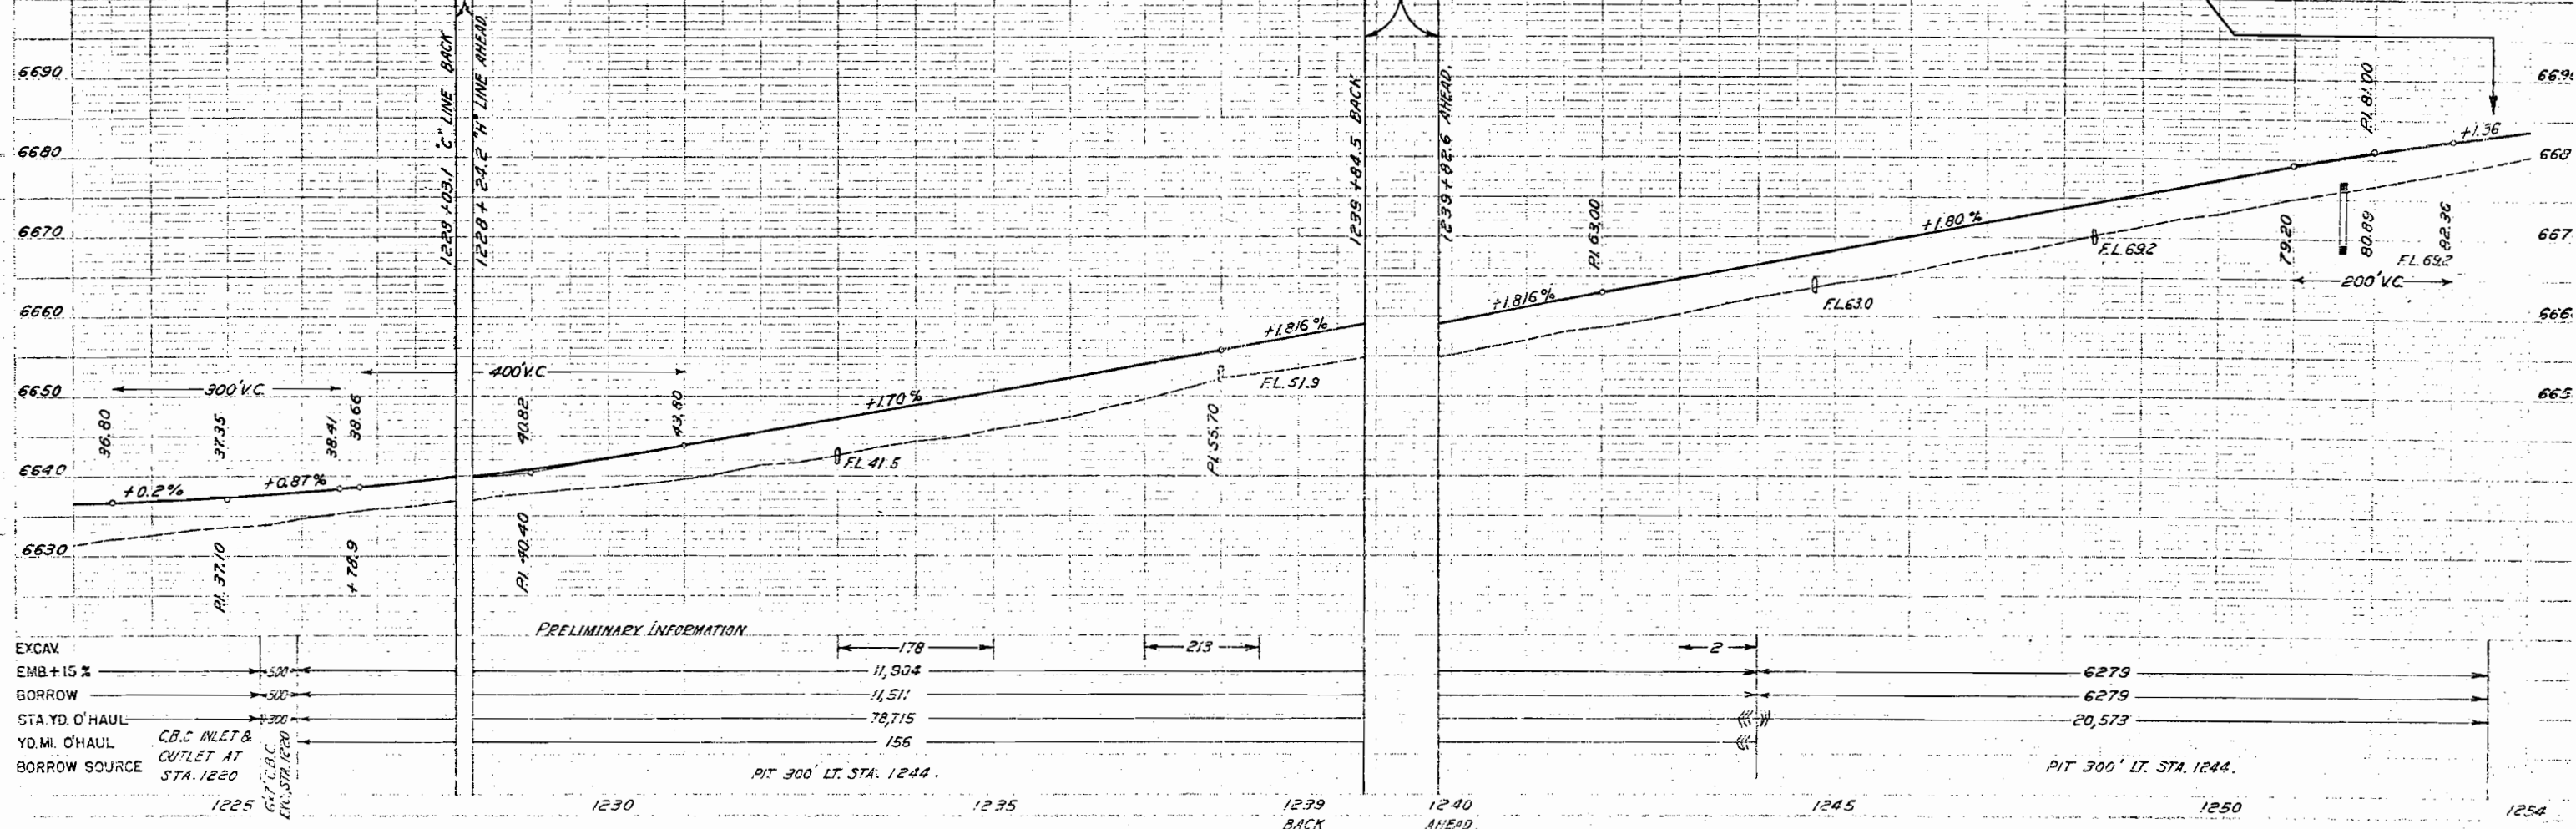 6690
6680
6670
6660
6650
6640
6630
1228 +03.1 "C" LINE BACK
1228 + 24.2 "H" LINE AHEAD.
1239 +84.5 BACK
1239 +82.6 AHEAD.
P.I. 81.00
+1.36
P.I. 63.00
+1.80 %
F.L. 69.2
79.20
80.89
82.36
F.L. 69.2
200' V.C.
+1.816 %
F.L. 63.0
+1.816 %
300' V.C.
400' V.C.
F.L. 51.9
36.80
37.35
38.41
38.66
40.82
43.80
+1.70 %
P.I. 55.70
+0.2 %
+0.87 %
F.L. 41.5
P.I. 37.10
+78.9
P.I. 40.40
PRELIMINARY INFORMATION
EXCAV. 178 213 2
EMB.+15 % 500 11,904 6279
BORROW 500 11,511 6279
STA.YD. O'HAUL 78,715 20,573
YD.MI. O'HAUL 156
BORROW SOURCE
C.B.C INLET &
OUTLET AT
STA. 1220
6x7' C.B.C.
EXC. STA. 1220
PIT 300' LT. STA. 1244.
PIT 300' LT. STA. 1244.
1225 1230 1235 1239 1240 1245 1250 1254
BACK AHEAD.